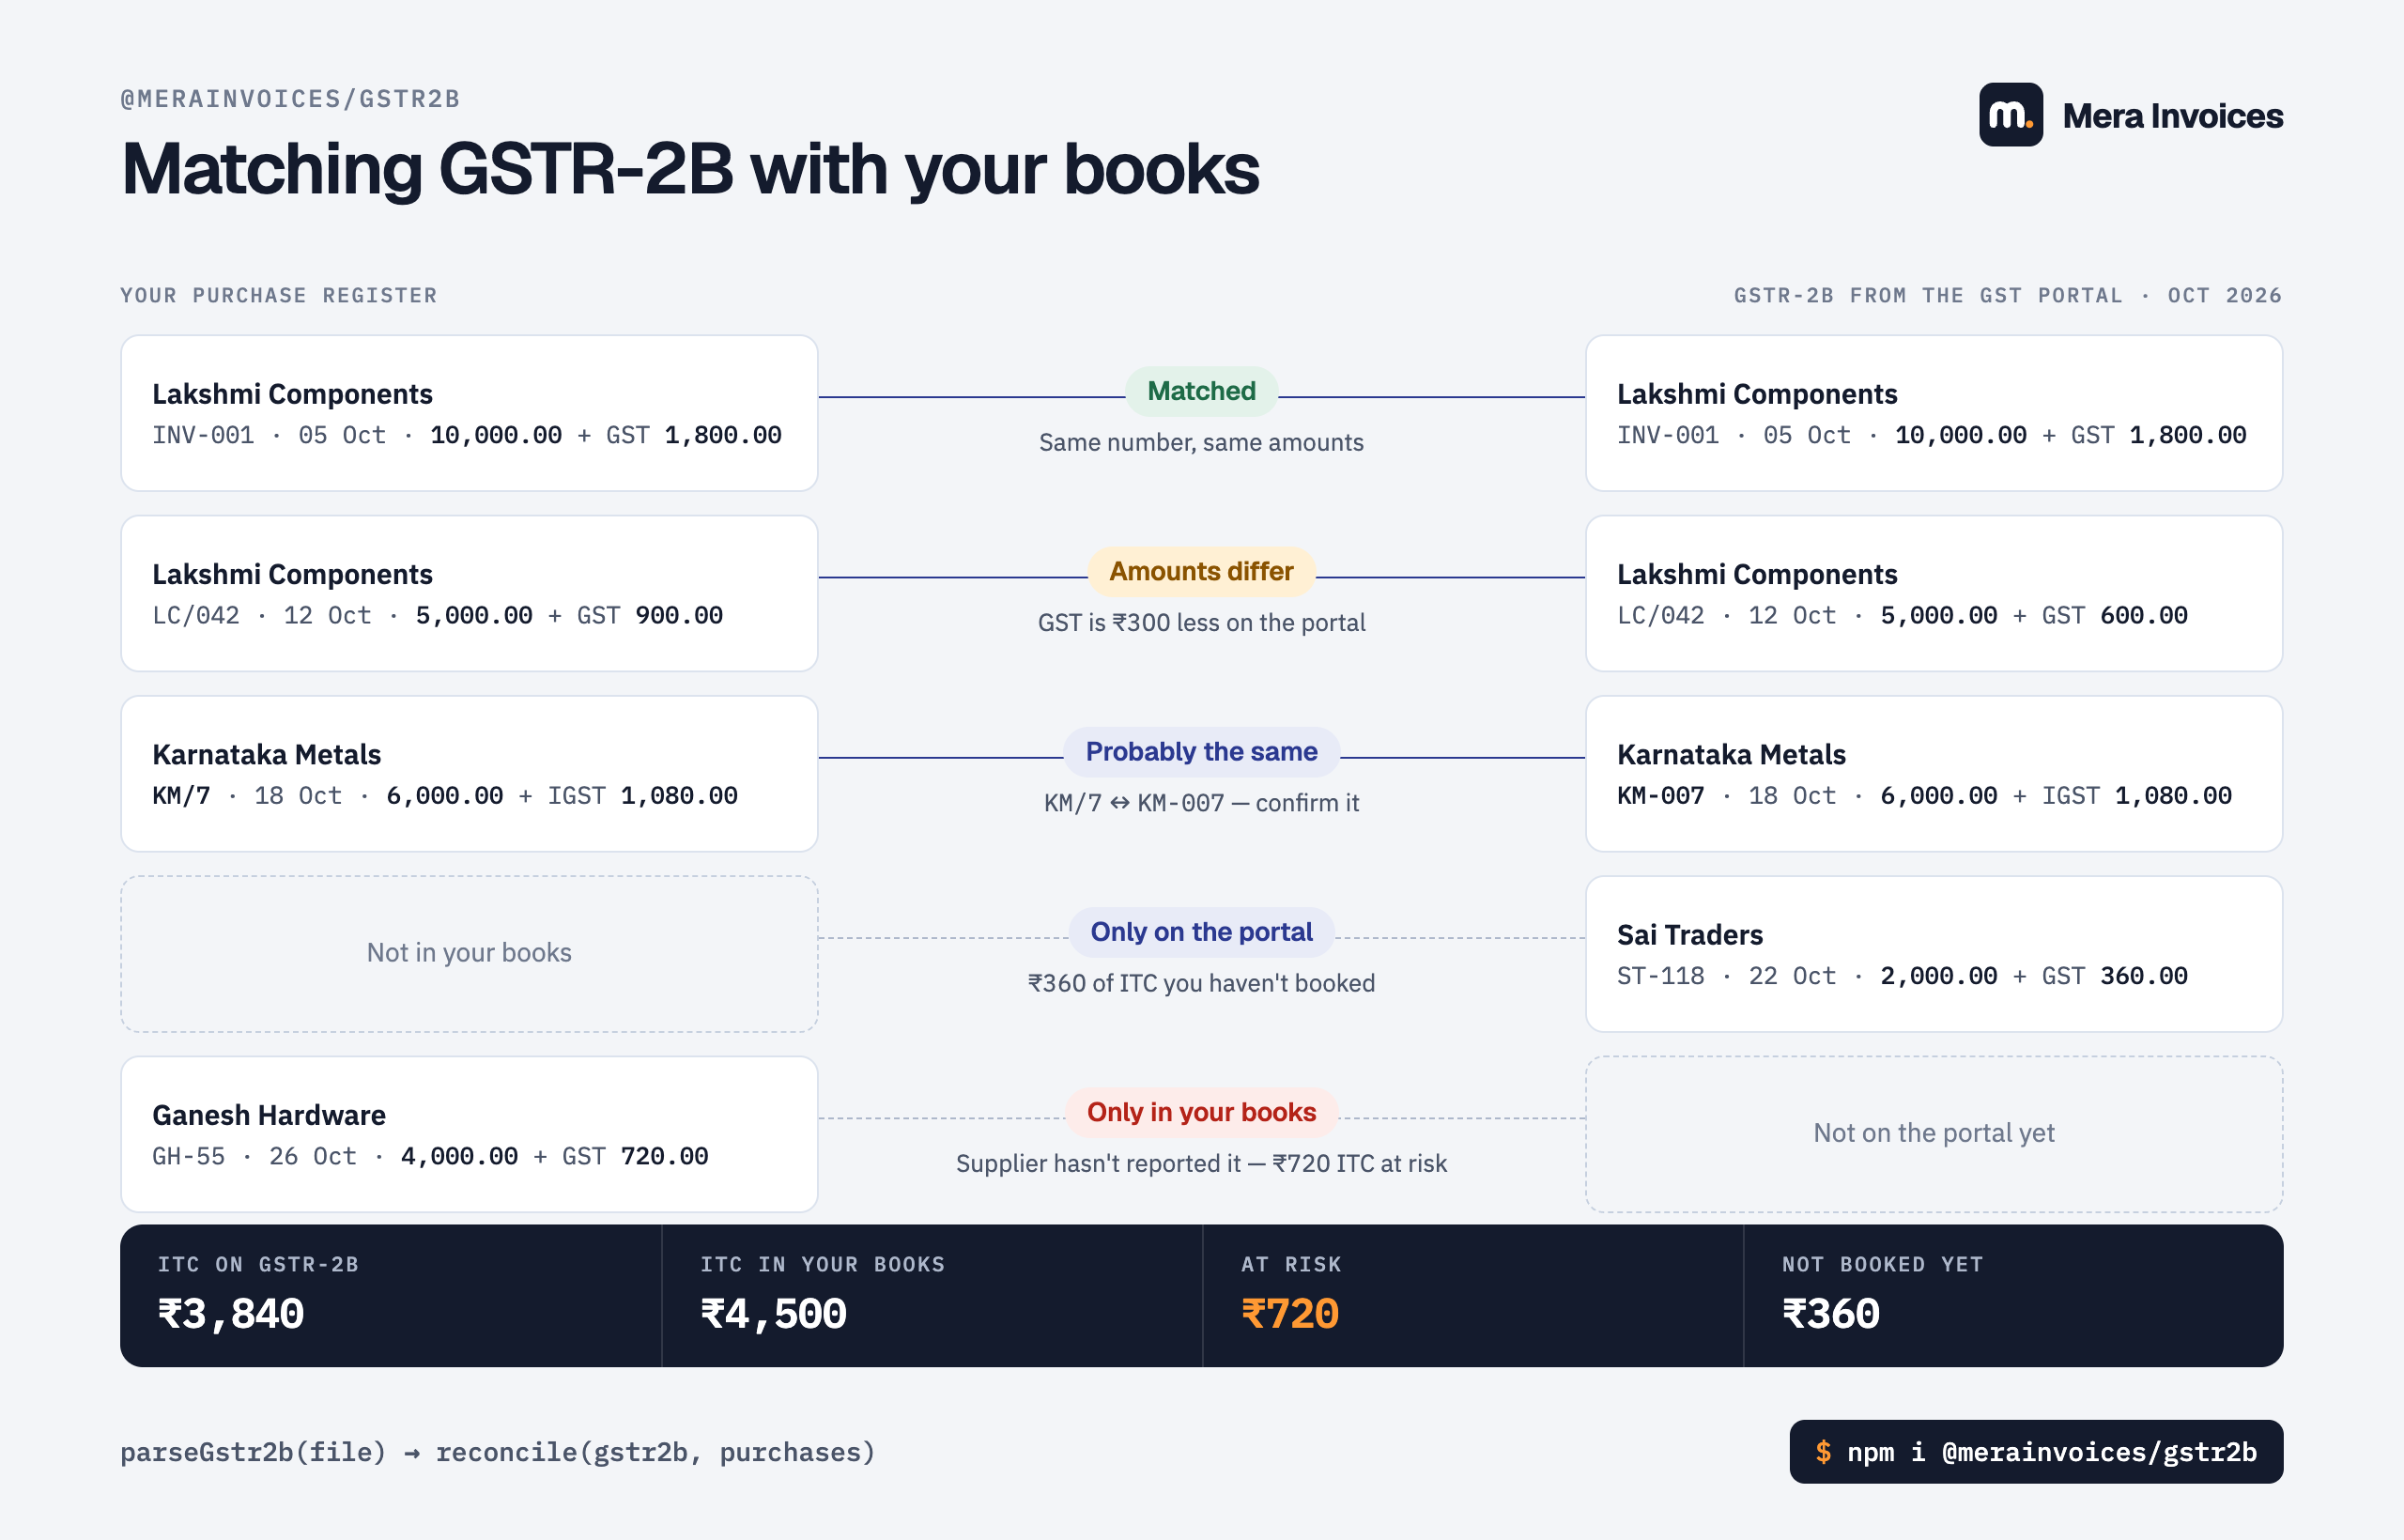 @MERAINVOICES/GSTR2B
m. Mera Invoices
Matching GSTR-2B with your books
YOUR PURCHASE REGISTER
GSTR-2B FROM THE GST PORTAL · OCT 2026
Lakshmi Components
INV-001 · 05 Oct · 10,000.00 + GST 1,800.00
Matched
Same number, same amounts
Lakshmi Components
INV-001 · 05 Oct · 10,000.00 + GST 1,800.00
Lakshmi Components
LC/042 · 12 Oct · 5,000.00 + GST 900.00
Amounts differ
GST is ₹300 less on the portal
Lakshmi Components
LC/042 · 12 Oct · 5,000.00 + GST 600.00
Karnataka Metals
KM/7 · 18 Oct · 6,000.00 + IGST 1,080.00
Probably the same
KM/7 ↔ KM-007 — confirm it
Karnataka Metals
KM-007 · 18 Oct · 6,000.00 + IGST 1,080.00
Not in your books
Only on the portal
₹360 of ITC you haven't booked
Sai Traders
ST-118 · 22 Oct · 2,000.00 + GST 360.00
Ganesh Hardware
GH-55 · 26 Oct · 4,000.00 + GST 720.00
Only in your books
Supplier hasn't reported it — ₹720 ITC at risk
Not on the portal yet
ITC ON GSTR-2B
₹3,840
ITC IN YOUR BOOKS
₹4,500
AT RISK
₹720
NOT BOOKED YET
₹360
parseGstr2b(file) → reconcile(gstr2b, purchases)
$ npm i @merainvoices/gstr2b